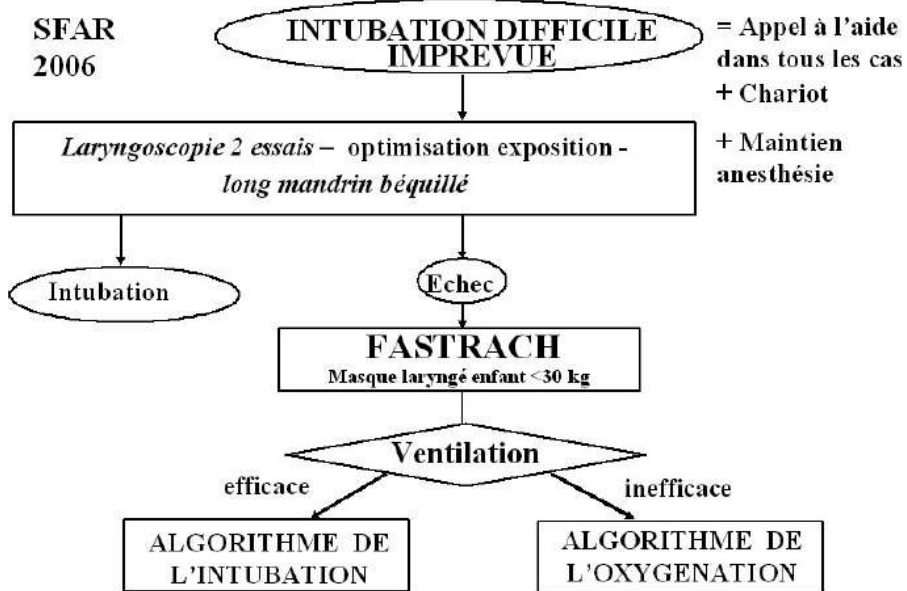 SFAR
2006
INTUBATION DIFFICILE
IMPREVUE
= Appel à l'aide
dans tous les cas
+ Chariot
+ Maintien
anesthésie
Laryngoscopie 2 essais – optimisation exposition -
long mandrin béquillé
Intubation
Echec
FASTRACH
Masque laryngé enfant <30 kg
Ventilation
efficace
inefficace
ALGORITHME DE
L'INTUBATION
ALGORITHME DE
L'OXYGENATION